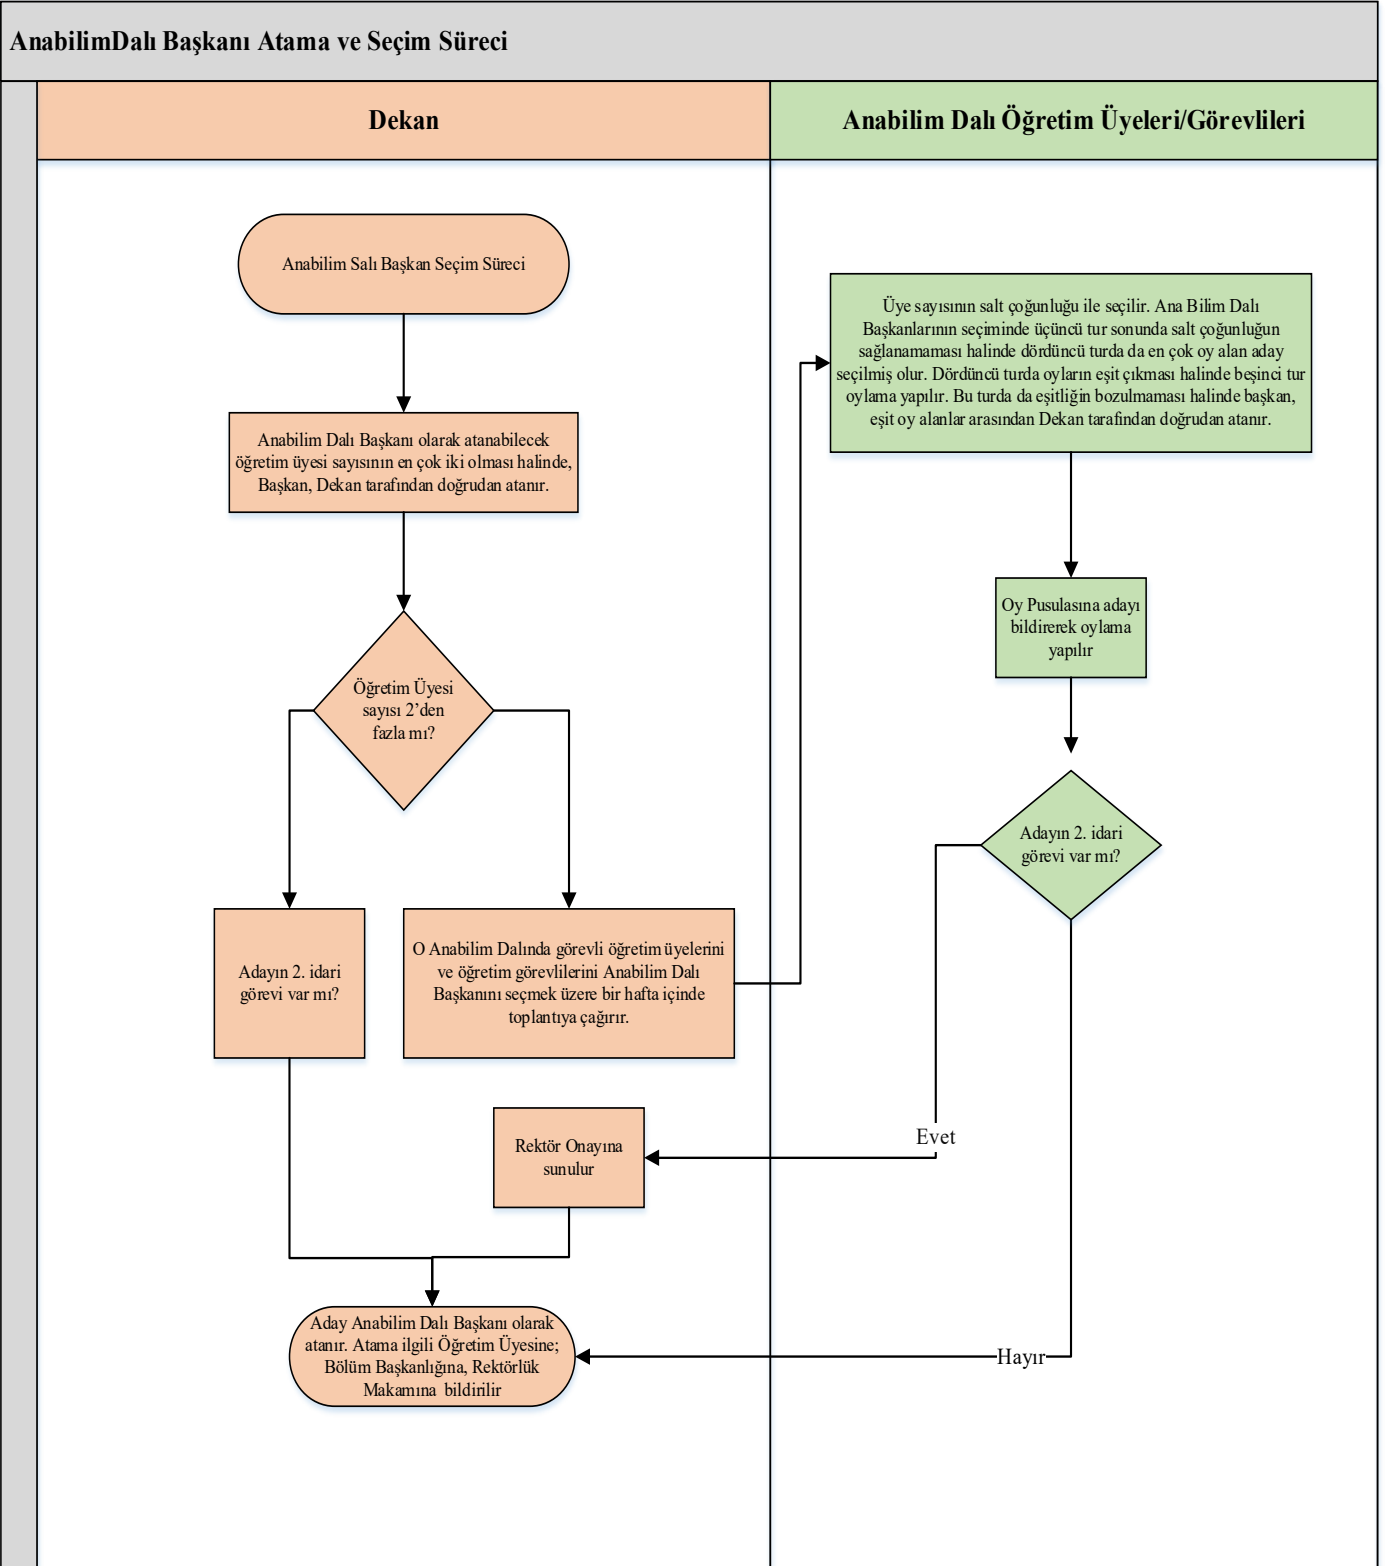 AnabilimDalı Başkanı Atama ve Seçim Süreci
Dekan
Anabilim Dalı Öğretim Üyeleri/Görevlileri
Anabilim Salı Başkan Seçim Süreci
Anabilim Dalı Başkanı olarak atanabilecek
öğretim üyesi sayısının en çok iki olması halinde,
Başkan, Dekan tarafından doğrudan atanır.
Öğretim Üyesi
sayısı 2’den
fazla mı?
Adayın 2. idari
görevi var mı?
O Anabilim Dalında görevli öğretim üyelerini
ve öğretim görevlilerini Anabilim Dalı
Başkanını seçmek üzere bir hafta içinde
toplantıya çağırır.
Üye sayısının salt çoğunluğu ile seçilir. Ana Bilim Dalı
Başkanlarının seçiminde üçüncü tur sonunda salt çoğunluğun
sağlanamaması halinde dördüncü turda da en çok oy alan aday
seçilmiş olur. Dördüncü turda oyların eşit çıkması halinde beşinci tur
oylama yapılır. Bu turda da eşitliğin bozulmaması halinde başkan,
eşit oy alanlar arasından Dekan tarafından doğrudan atanır.
Oy Pusulasına adayı
bildirerek oylama
yapılır
Adayın 2. idari
görevi var mı?
Evet
Rektör Onayına
sunulur
Hayır
Aday Anabilim Dalı Başkanı olarak
atanır. Atama ilgili Öğretim Üyesine;
Bölüm Başkanlığına, Rektörlük
Makamına bildirilir